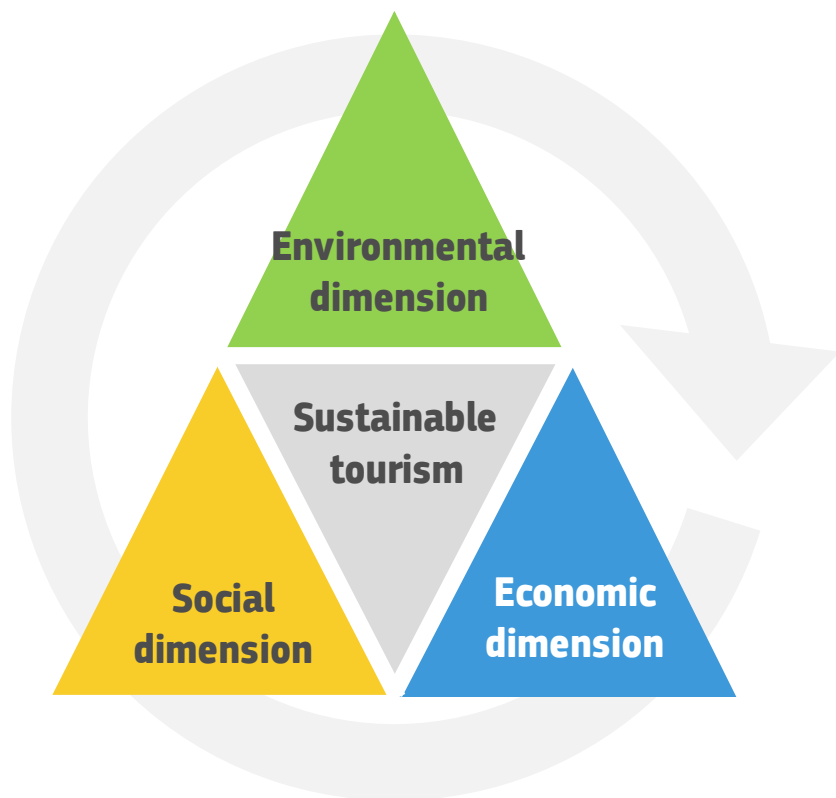 Environmental
dimension
Sustainable
tourism
Social
dimension
Economic
dimension